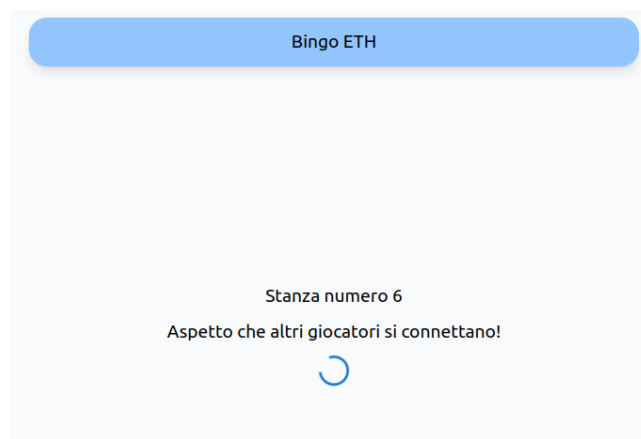 Bingo ETH
Stanza numero 6
Aspetto che altri giocatori si connettano!